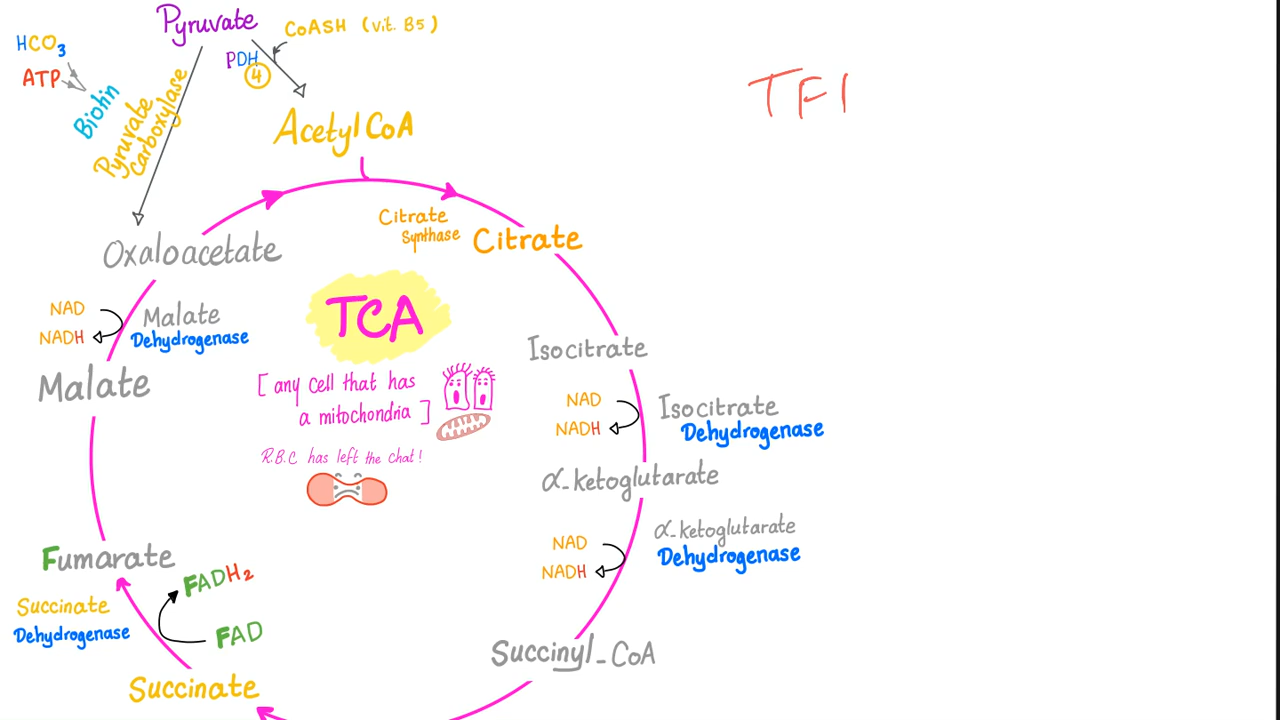 Pyruvate
CoASH (vit. B5)
HCO3
ATP
Biotin
Pyruvate
Carboxylase
PDH
4
Acetyl CoA
TF
Oxaloacetate
Citrate
Synthase
Citrate
NAD
NADH
Malate
Dehydrogenase
TCA
Malate
[ any cell that has
a mitochondria ]
R.B.C has left the chat!
Isocitrate
NAD
NADH
Isocitrate
Dehydrogenase
α-ketoglutarate
NAD
NADH
α-ketoglutarate
Dehydrogenase
Fumarate
FADH2
FAD
Succinate
Dehydrogenase
Succinyl-CoA
Succinate